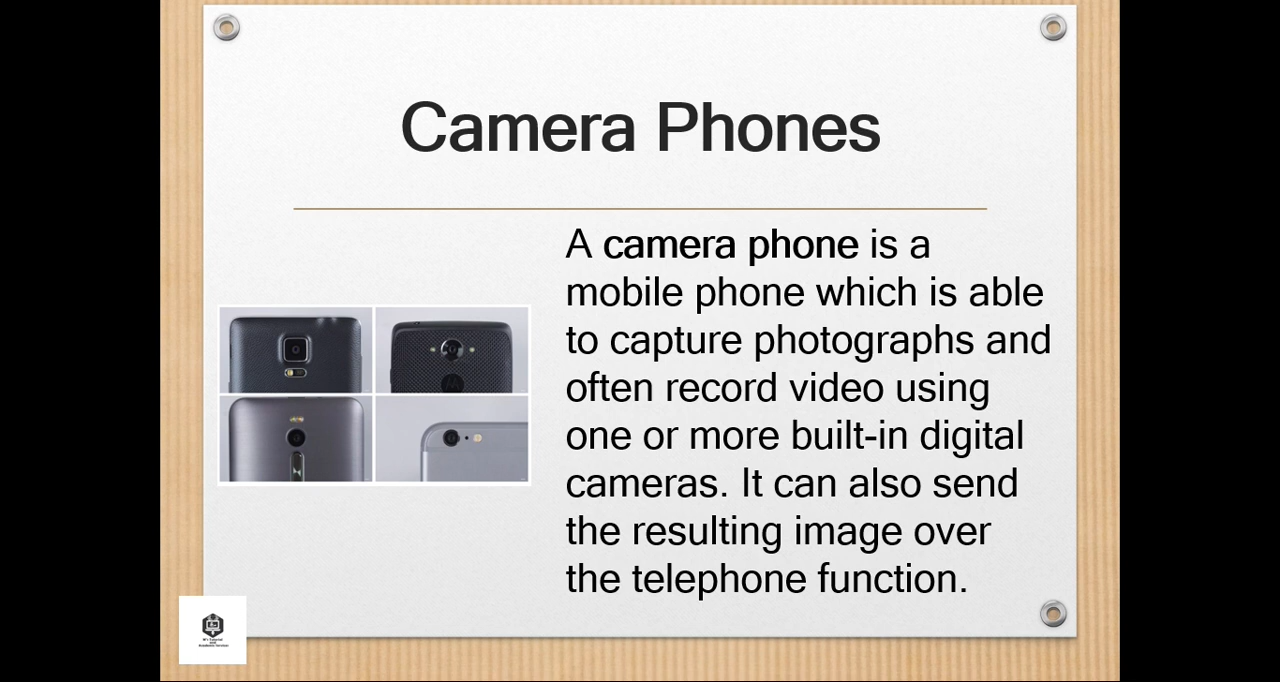 Camera Phones
A camera phone is a
mobile phone which is able
to capture photographs and
often record video using
one or more built-in digital
cameras. It can also send
the resulting image over
the telephone function.